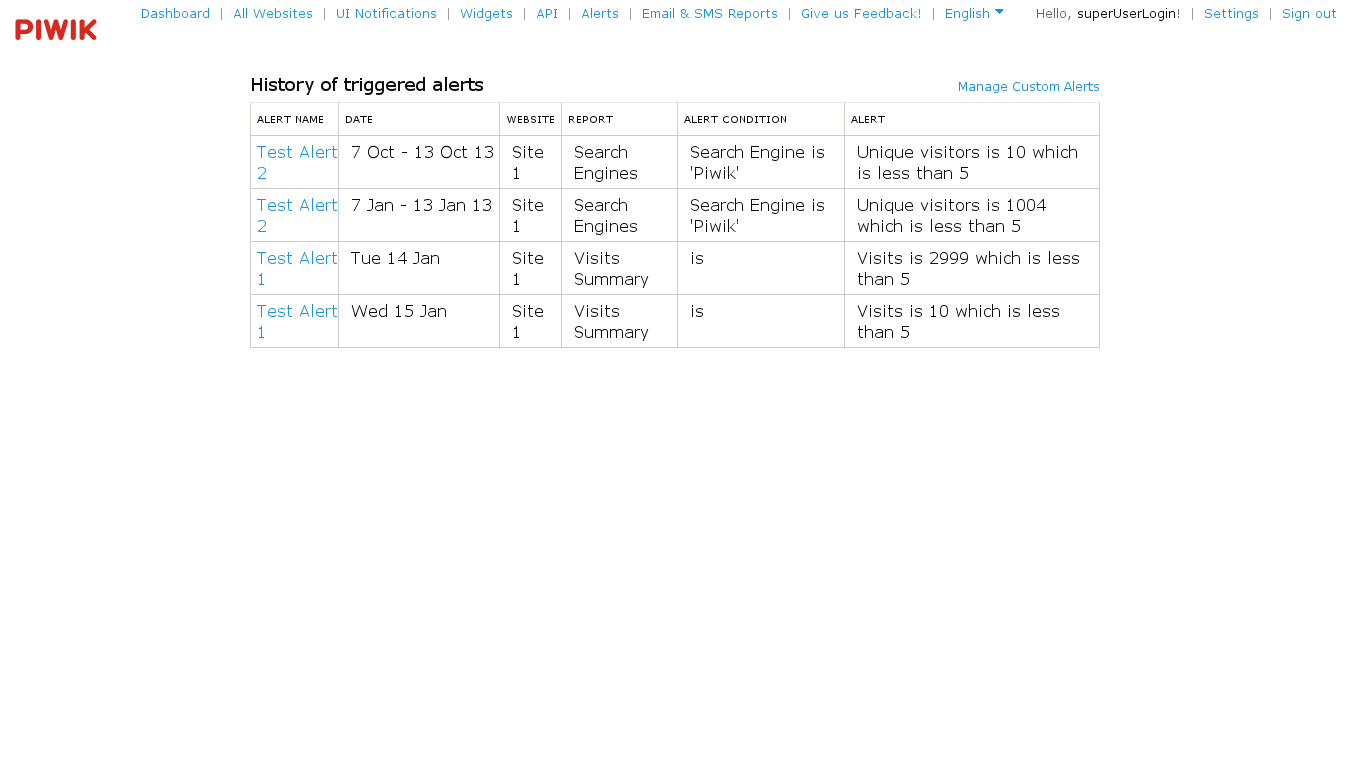 PIWIK
Dashboard | All Websites | UI Notifications | Widgets | API | Alerts | Email & SMS Reports | Give us Feedback! | English Hello, superUserLogin! | Settings | Sign out
History of triggered alerts
Manage Custom Alerts
ALERT NAME DATE WEBSITE REPORT ALERT CONDITION ALERT
Test Alert 7 Oct - 13 Oct 13 Site Search Search Engine is Unique visitors is 10 which
2 1 Engines 'Piwik' is less than 5
Test Alert 7 Jan - 13 Jan 13 Site Search Search Engine is Unique visitors is 1004
2 1 Engines 'Piwik' which is less than 5
Test Alert Tue 14 Jan Site Visits is Visits is 2999 which is less
1 1 Summary than 5
Test Alert Wed 15 Jan Site Visits is Visits is 10 which is less
1 1 Summary than 5